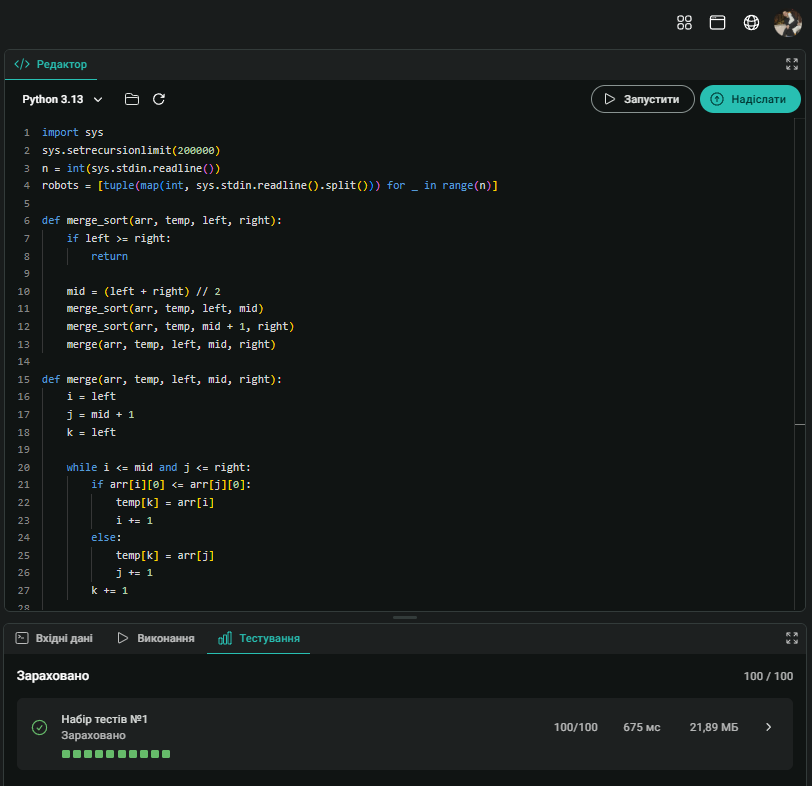 </> Редактор
Python 3.13
Запустити
Надіслати
1 import sys
2 sys.setrecursionlimit(200000)
3 n = int(sys.stdin.readline())
4 robots = [tuple(map(int, sys.stdin.readline().split())) for _ in range(n)]
5
6 def merge_sort(arr, temp, left, right):
7 if left >= right:
8 return
9
10 mid = (left + right) // 2
11 merge_sort(arr, temp, left, mid)
12 merge_sort(arr, temp, mid + 1, right)
13 merge(arr, temp, left, mid, right)
14
15 def merge(arr, temp, left, mid, right):
16 i = left
17 j = mid + 1
18 k = left
19
20 while i <= mid and j <= right:
21 if arr[i][0] <= arr[j][0]:
22 temp[k] = arr[i]
23 i += 1
24 else:
25 temp[k] = arr[j]
26 j += 1
27 k += 1
28
Вхідні дані
Виконання
Тестування
Зараховано
100 / 100
Набір тестів №1
Зараховано
100/100
675 мс
21,89 МБ